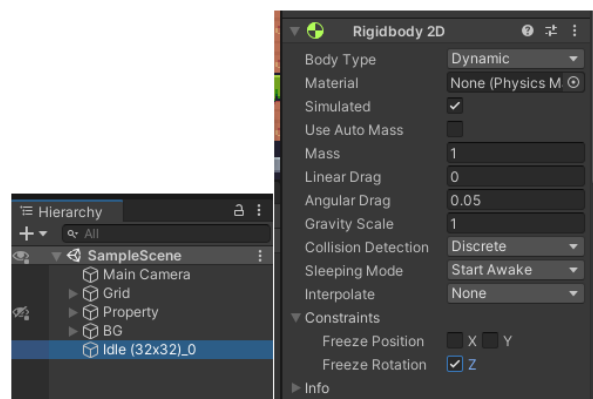 Rigidbody 2D
Body Type Dynamic
Material None (Physics M
Simulated
Use Auto Mass
Mass 1
Linear Drag 0
Angular Drag 0.05
Gravity Scale 1
Collision Detection Discrete
Sleeping Mode Start Awake
Interpolate None
Constraints
Freeze Position X Y
Freeze Rotation Z
Info
Hierarchy
All
SampleScene
Main Camera
Grid
Property
BG
Idle (32x32)_0